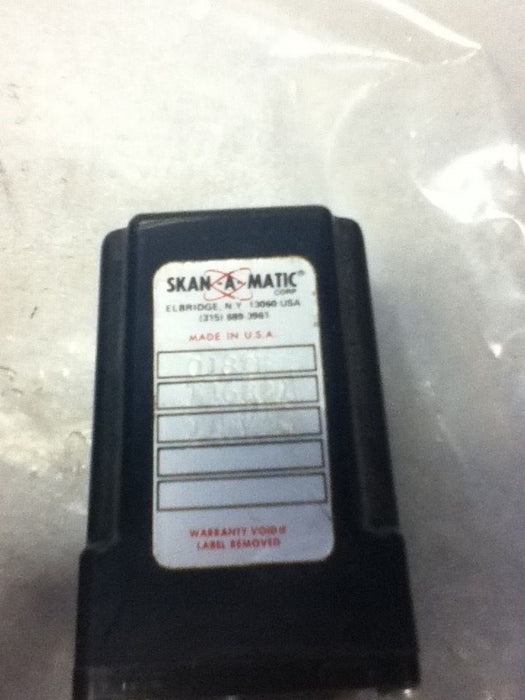 SKAN-A-MATIC®
CORP
ELBRIDGE, N.Y. 13060 USA
(315) 689 3961
MADE IN U.S.A.
WARRANTY VOID IF
LABEL REMOVED